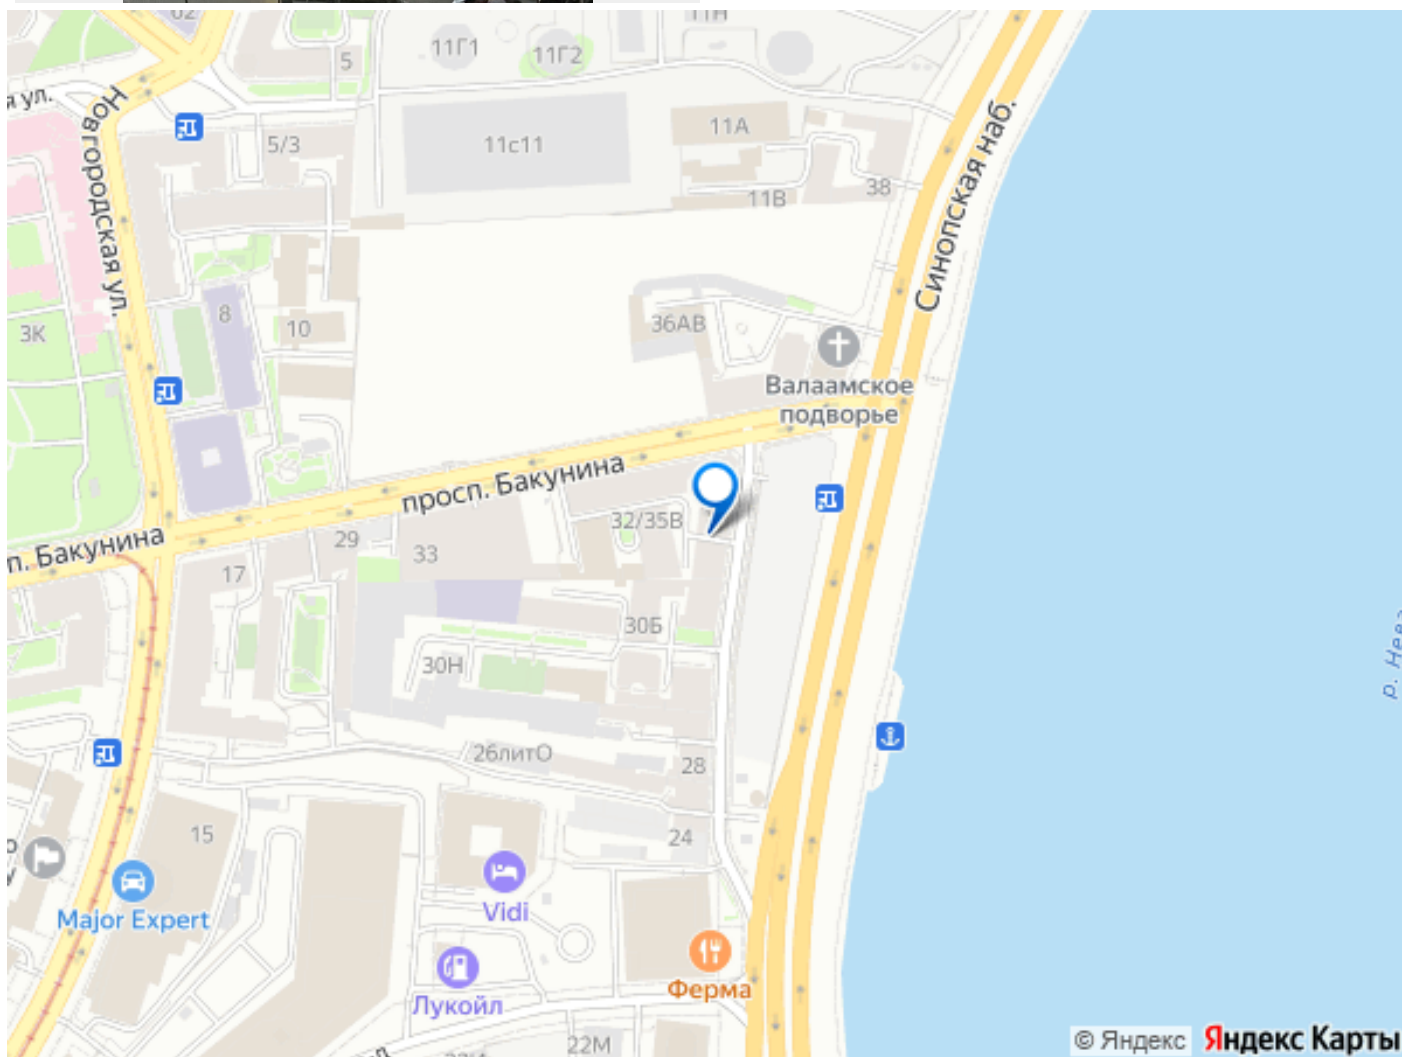 11Г1
11Г2
5
я ул.
Новгородская ул.
5/3
11с11
11А
11В
38
Синопская наб.
3К
8
10
36АВ
Валаамское
подворье
просп. Бакунина
32/35В
п. Бакунина
29
33
17
30Б
30Н
р. Нева
26литО
28
15
24
Major Expert
Vidi
Лукойл
Ферма
22М
© Яндекс Яндекс Карты